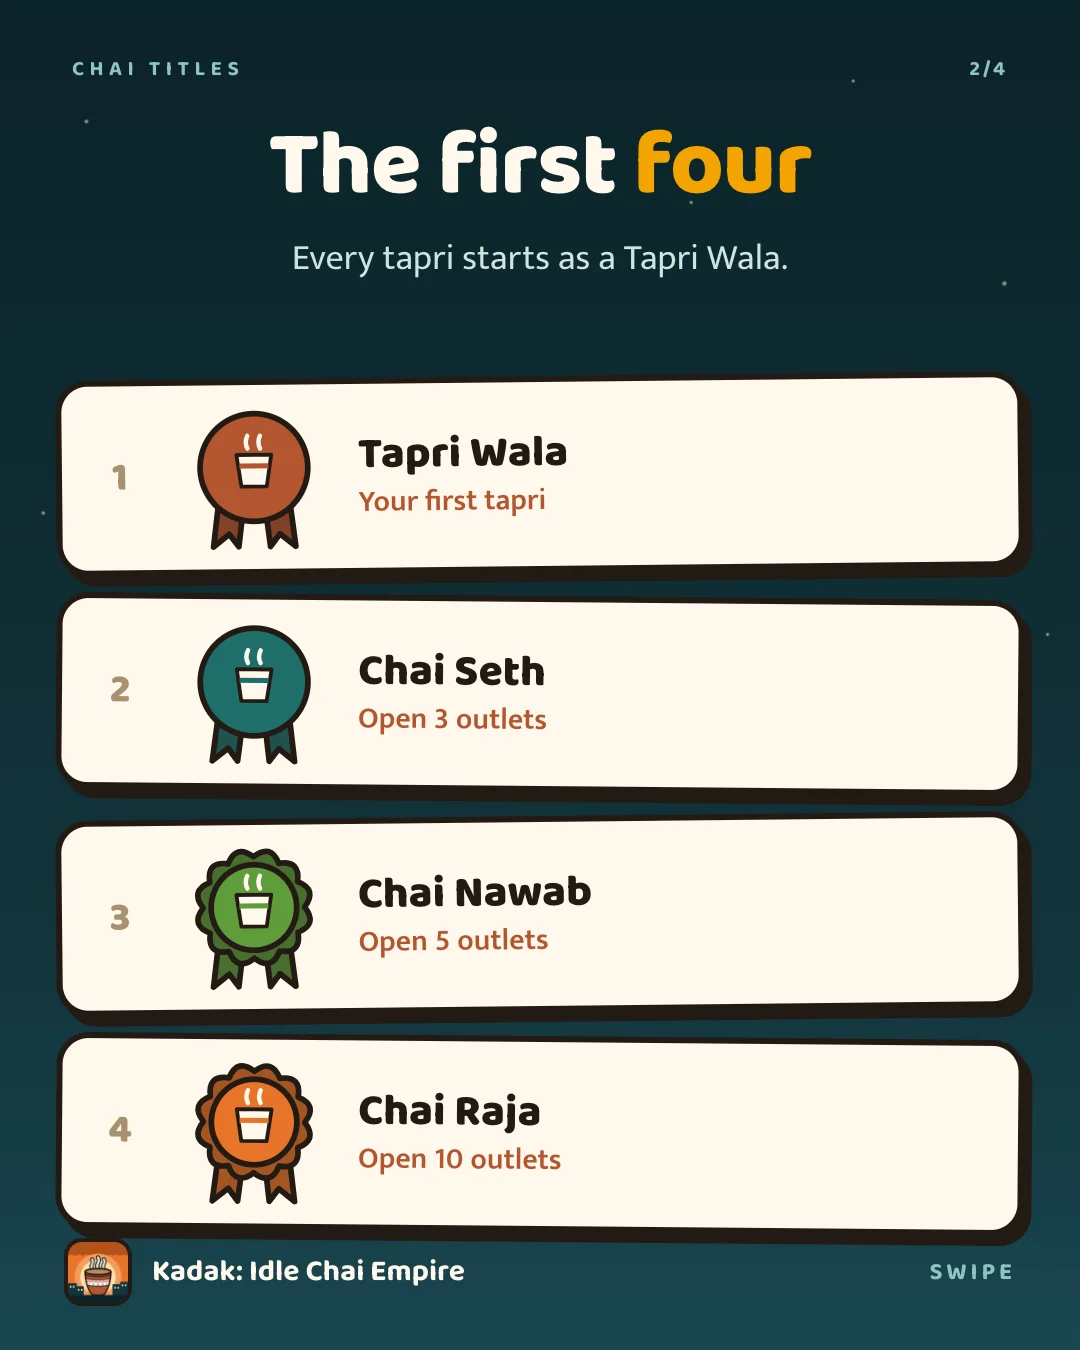 CHAI TITLES
2/4
The first four
Every tapri starts as a Tapri Wala.
1
Tapri Wala
Your first tapri
2
Chai Seth
Open 3 outlets
3
Chai Nawab
Open 5 outlets
4
Chai Raja
Open 10 outlets
Kadak: Idle Chai Empire
SWIPE